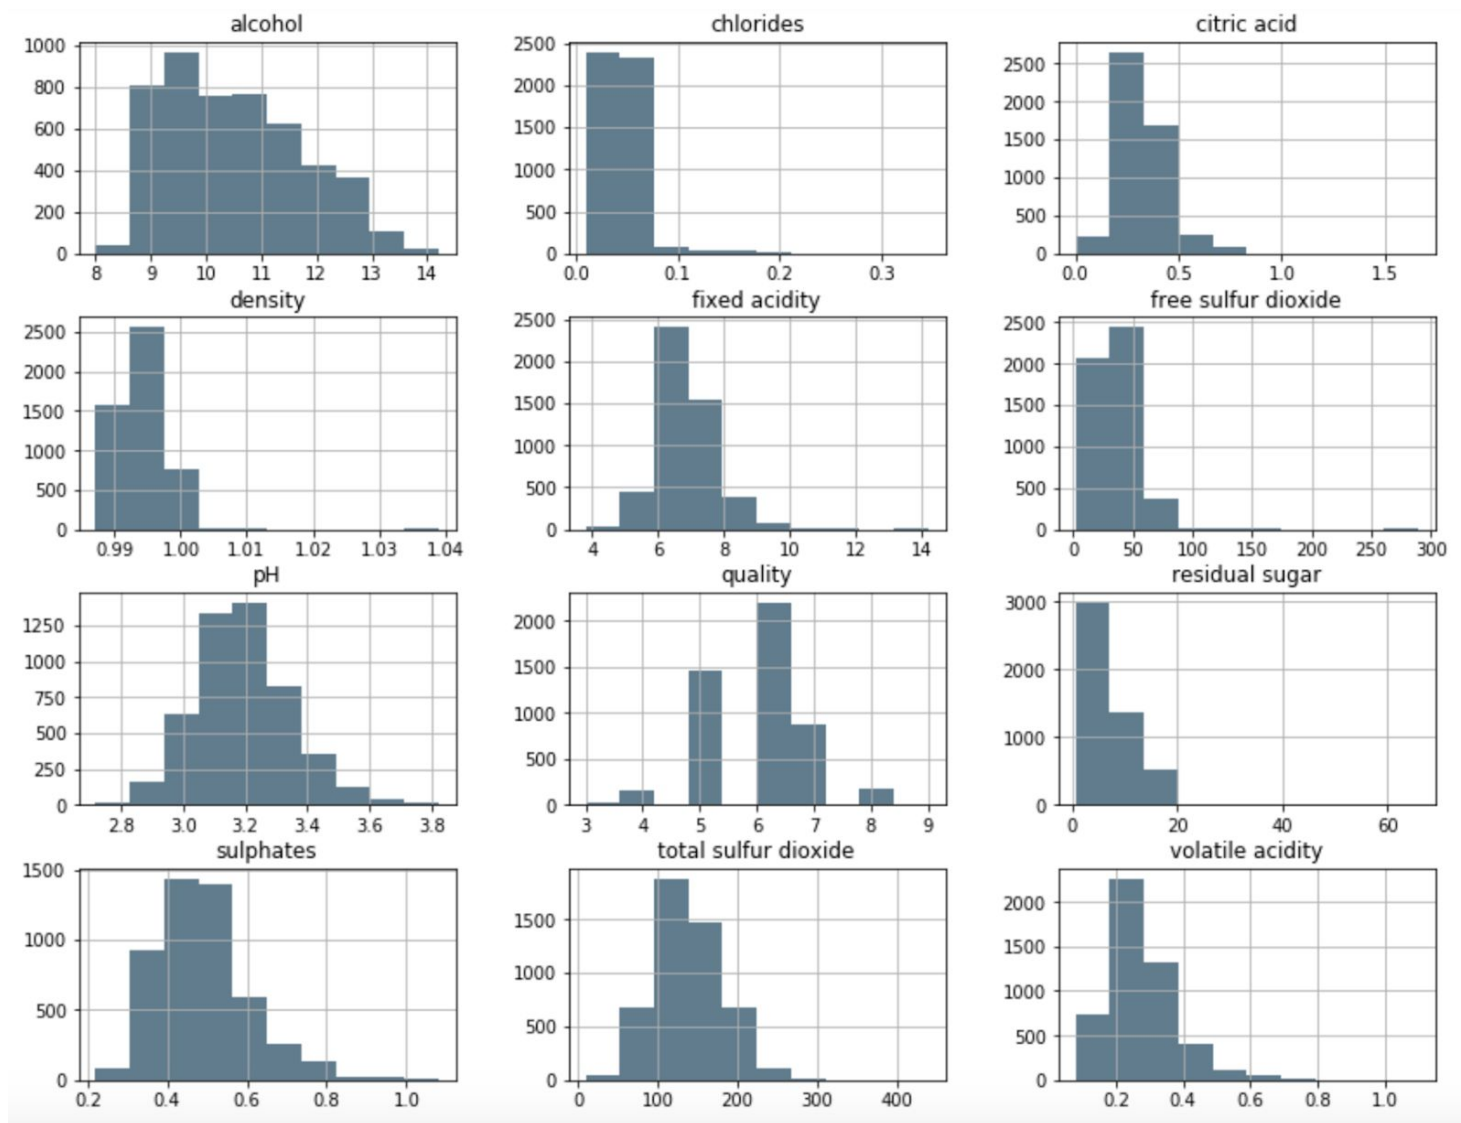 alcohol
1000
800
600
400
200
0
8 9 10 11 12 13 14
chlorides
2500
2000
1500
1000
500
0
0.0 0.1 0.2 0.3
citric acid
2500
2000
1500
1000
500
0
0.0 0.5 1.0 1.5
density
2500
2000
1500
1000
500
0
0.99 1.00 1.01 1.02 1.03 1.04
fixed acidity
2500
2000
1500
1000
500
0
4 6 8 10 12 14
free sulfur dioxide
2500
2000
1500
1000
500
0
0 50 100 150 200 250 300
pH
1250
1000
750
500
250
0
2.8 3.0 3.2 3.4 3.6 3.8
quality
2000
1500
1000
500
0
3 4 5 6 7 8 9
residual sugar
3000
2000
1000
0
0 20 40 60
sulphates
1500
1000
500
0
0.2 0.4 0.6 0.8 1.0
total sulfur dioxide
1500
1000
500
0
0 100 200 300 400
volatile acidity
2000
1500
1000
500
0
0.2 0.4 0.6 0.8 1.0